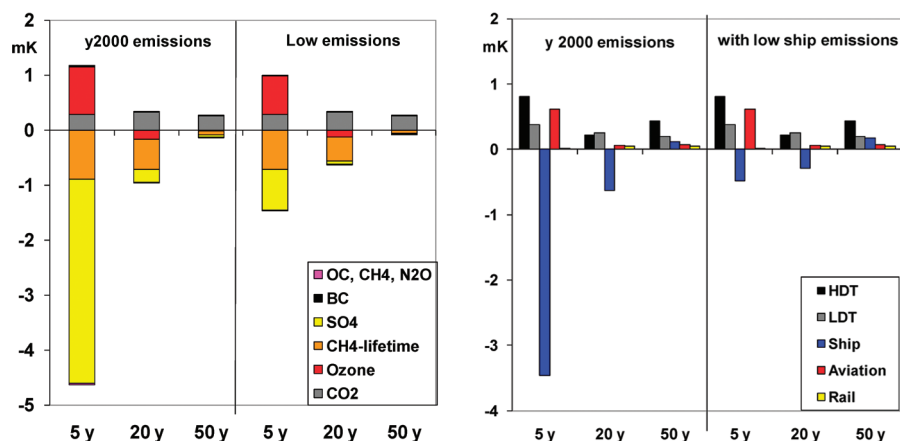 2
mK
1
0
-1
-2
-3
-4
-5
y2000 emissions
Low emissions
OC, CH4, N2O
BC
SO4
CH4-lifetime
Ozone
CO2
5 y 20 y 50 y 5 y 20 y 50 y
2
mK
1
0
-1
-2
-3
-4
y 2000 emissions
with low ship emissions
HDT
LDT
Ship
Aviation
Rail
5 y 20 y 50 y 5 y 20 y 50 y